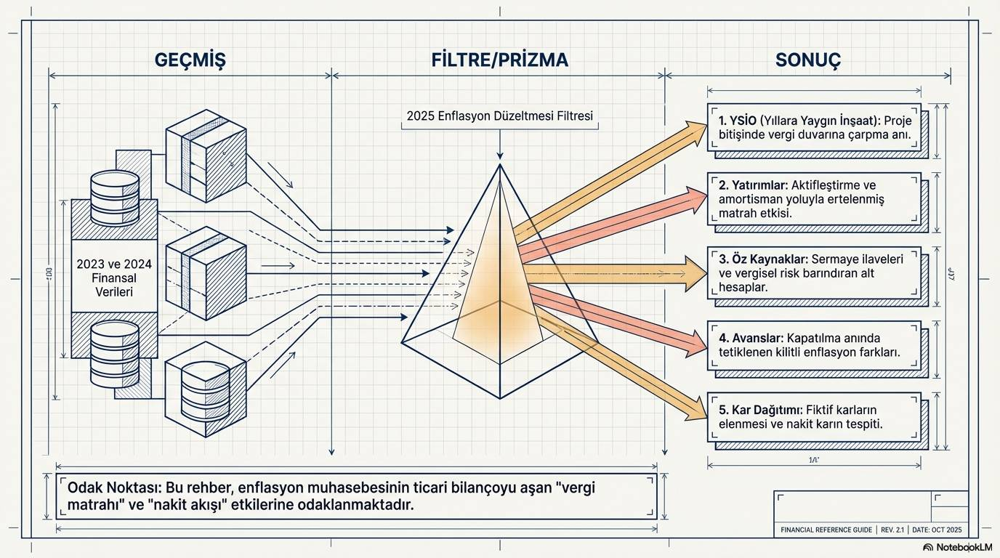 GEÇMİŞ
FİLTRE/PRİZMA
SONUÇ
2023 ve 2024
Finansal
Verileri
2025 Enflasyon Düzeltmesi Filtresi
1. YSİO (Yıllara Yaygın İnşaat): Proje
bitişinde vergi duvarına çarpma anı.
2. Yatırımlar: Aktifleştirme ve
amortisman yoluyla ertelenmiş
matrah etkisi.
3. Öz Kaynaklar: Sermaye ilaveleri
ve vergisel risk barındıran alt
hesaplar.
4. Avanslar: Kapatılma anında
tetiklenen kilitli enflasyon farkları.
5. Kar Dağıtımı: Fiktif karların
elenmesi ve nakit karın tespiti.
Odak Noktası: Bu rehber, enflasyon muhasebesinin ticari bilançoyu aşan "vergi
matrahı" ve "nakit akışı" etkilerine odaklanmaktadır.
FINANCIAL REFERENCE GUIDE | REV. 2.1 | DATE: OCT 2025
NotebookLM